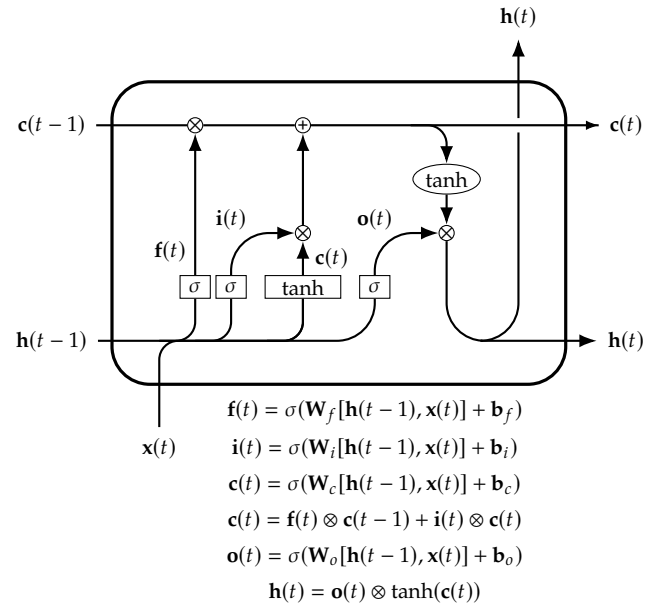 h(t)
c(t − 1)
⊗
+
c(t)
tanh
i(t)
o(t)
⊗
⊗
f(t)
c(t)
σ
σ
tanh
σ
h(t − 1)
h(t)
x(t)
f(t) = σ(W_f[h(t − 1), x(t)] + b_f)
i(t) = σ(W_i[h(t − 1), x(t)] + b_i)
c(t) = σ(W_c[h(t − 1), x(t)] + b_c)
c(t) = f(t) ⊗ c(t − 1) + i(t) ⊗ c(t)
o(t) = σ(W_o[h(t − 1), x(t)] + b_o)
h(t) = o(t) ⊗ tanh(c(t))